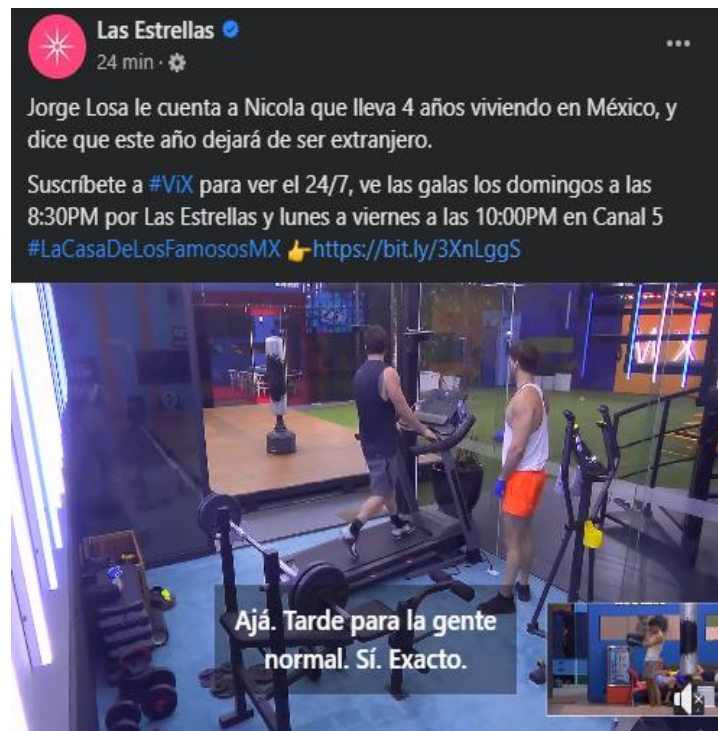 Las Estrellas
24 min ·
Jorge Losa le cuenta a Nicola que lleva 4 años viviendo en México, y
dice que este año dejará de ser extranjero.
Suscríbete a #ViX para ver el 24/7, ve las galas los domingos a las
8:30PM por Las Estrellas y lunes a viernes a las 10:00PM en Canal 5
#LaCasaDeLosFamososMX 👉https://bit.ly/3XnLggS
Ajá. Tarde para la gente
normal. Sí. Exacto.